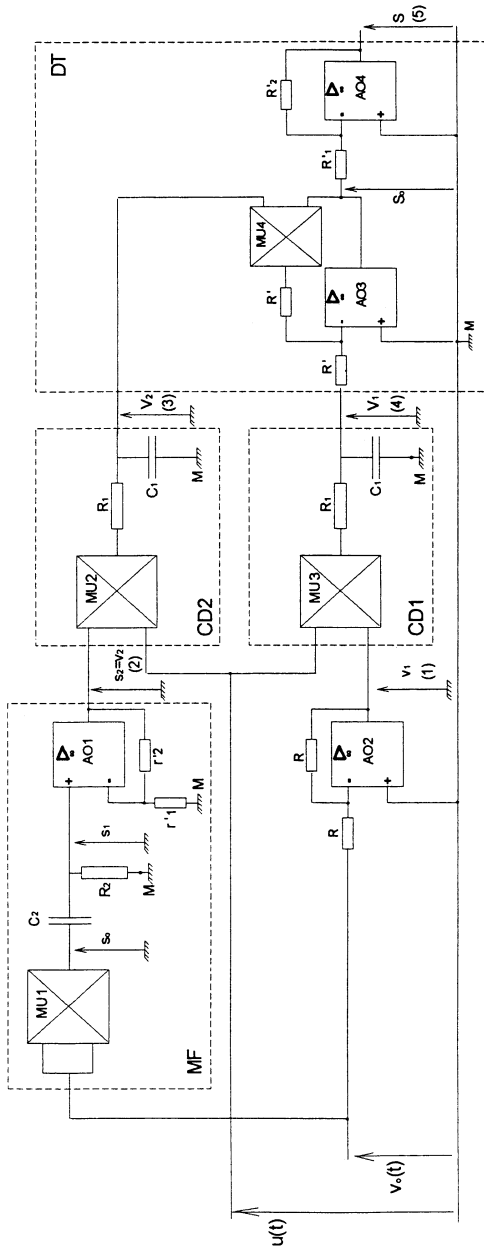 DT
S
(5)
R'₂
Δ∞
AO4
-
+
R'₁
S₀
MU4
R'
Δ∞
AO3
-
+
R'
M
V₂
(3)
V₁
(4)
C₁
M
R₁
MU2
CD2
C₁
M
R₁
MU3
CD1
s₂=v₂
(2)
v₁
(1)
Δ∞
AO1
+
-
r'2
r'₁
M
R
Δ∞
AO2
-
+
R
s₁
R₂
M
C₂
s₀
MU1
MF
v₀(t)
u(t)